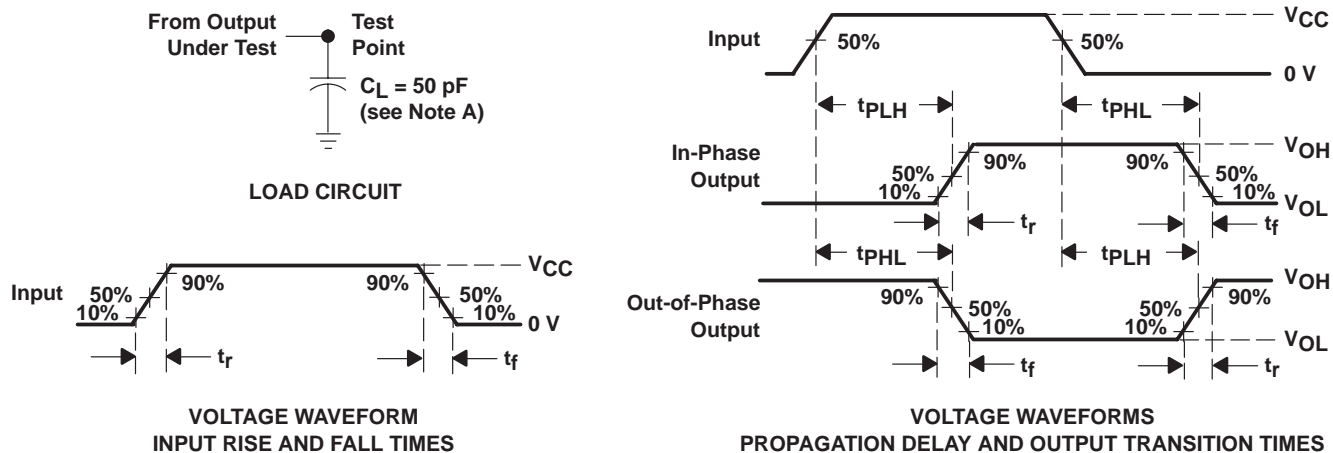 From Output
Under Test
Test
Point
CL = 50 pF
(see Note A)
LOAD CIRCUIT
Input
50%
10%
90%
90%
50%
10%
VCC
0 V
tr
tf
VOLTAGE WAVEFORM
INPUT RISE AND FALL TIMES
Input
50%
50%
VCC
0 V
tPLH
tPHL
In-Phase
Output
50%
10%
90%
90%
50%
10%
VOH
VOL
tr
tf
tPHL
tPLH
Out-of-Phase
Output
90%
50%
10%
50%
10%
90%
VOH
VOL
tf
tr
VOLTAGE WAVEFORMS
PROPAGATION DELAY AND OUTPUT TRANSITION TIMES